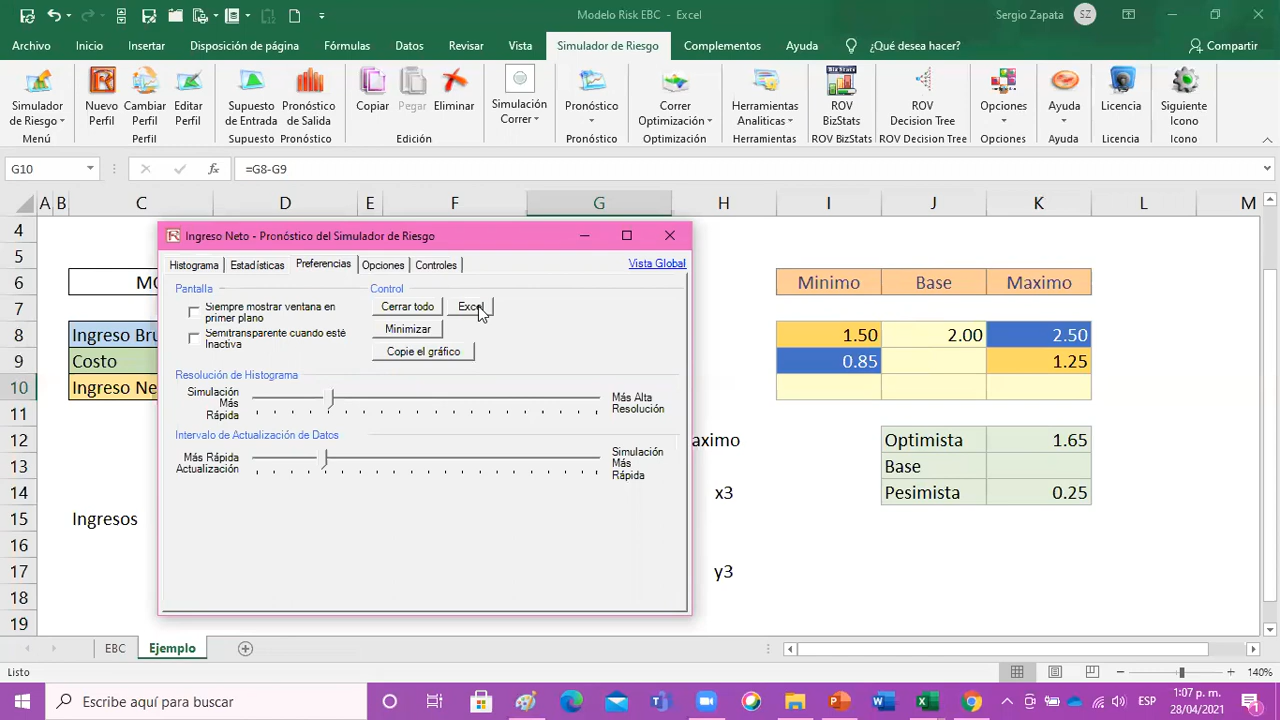 Modelo Risk EBC - Excel
Sergio Zapata
SZ
Archivo
Inicio
Insertar
Disposición de página
Fórmulas
Datos
Revisar
Vista
Simulador de Riesgo
Complementos
Ayuda
¿Qué desea hacer?
Compartir
Simulador
de Riesgo
Nuevo
Perfil
Cambiar
Perfil
Editar
Perfil
Supuesto
de Entrada
Pronóstico
de Salida
Copiar
Pegar
Eliminar
Simulación
Correr
Pronóstico
Correr
Optimización
Herramientas
Analiticas
ROV
BizStats
ROV
Decision Tree
Opciones
Ayuda
Licencia
Siguiente
Icono
Menú
Perfil
Supuesto
Pronóstico
Edición
Pronóstico
Optimización
Herramientas
ROV BizStats
ROV Decision Tree
Opciones
Ayuda
Licencia
Icono
G10
fx
=G8-G9
A
B
C
D
E
F
G
H
I
J
K
L
M
4
5
6
MO
Minimo
Base
Maximo
8
Ingreso Bru
1.50
2.00
2.50
9
Costo
0.85
1.25
10
Ingreso Ne
11
12
aximo
Optimista
1.65
13
Base
14
x3
Pesimista
0.25
15
Ingresos
16
17
y3
18
19
Ingreso Neto - Pronóstico del Simulador de Riesgo
Histograma
Estadísticas
Preferencias
Opciones
Controles
Vista Global
Pantalla
Control
Siempre mostrar ventana en
primer plano
Semitransparente cuando esté
Inactiva
Cerrar todo
Excel
Minimizar
Copie el gráfico
Resolución de Histograma
Simulación
Más
Rápida
Más Alta
Resolución
Intervalo de Actualización de Datos
Más Rápida
Actualización
Simulación
Más
Rápida
EBC
Ejemplo
Listo
140%
Escribe aquí para buscar
ESP
1:07 p. m.
28/04/2021
1